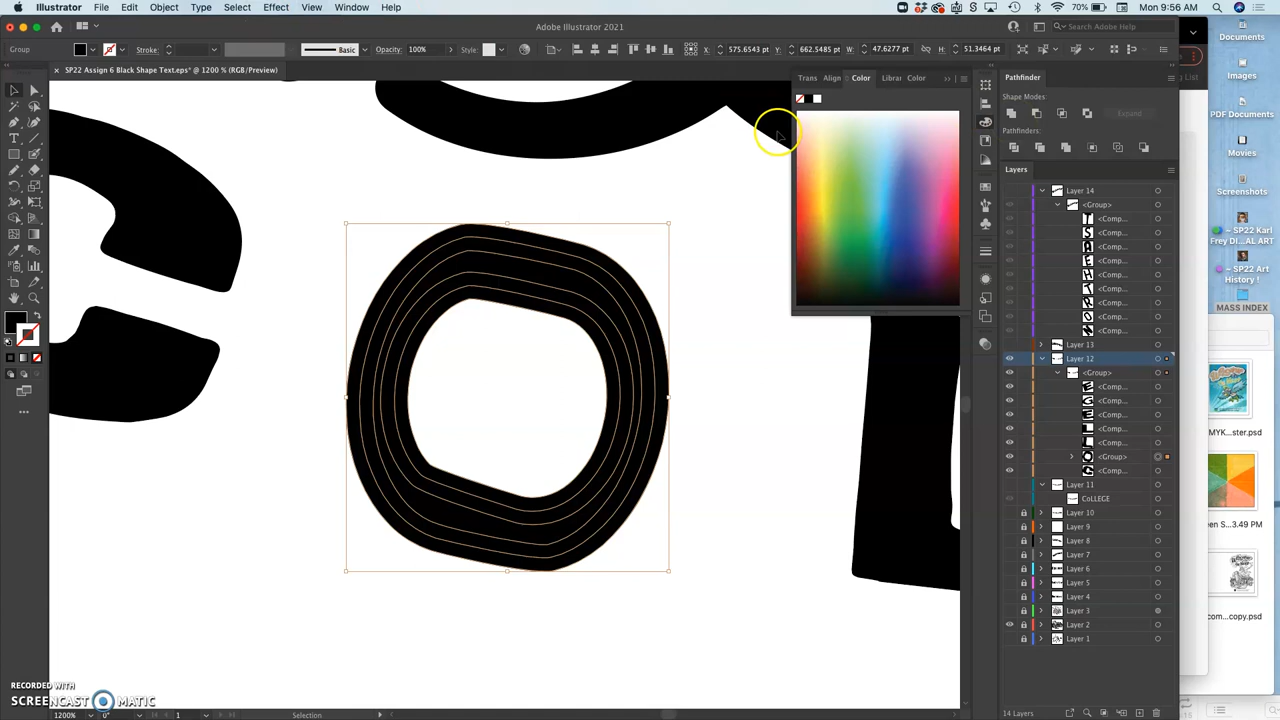 Illustrator File Edit Object Type Select Effect View Window Help
70% Mon 9:56 AM
Adobe Illustrator 2021
Search Adobe Help
Group
Stroke:
Basic
Opacity: 100%
Style:
X: 575.6543 pt
Y: 662.5485 pt
W: 47.6277 pt
H: 51.3464 pt
SP22 Assign 6 Black Shape Text.eps* @ 1200 % (RGB/Preview)
Trans Align Color Librar Color
Pathfinder
Shape Modes:
Expand
Pathfinders:
Layers
Layer 14
<Group>
<Comp...
<Comp...
<Comp...
<Comp...
<Comp...
<Comp...
<Comp...
<Comp...
<Comp...
Layer 13
Layer 12
<Group>
<Comp...
<Comp...
<Comp...
<Comp...
<Comp...
<Group>
<Comp...
Layer 11
CoLLEGE
Layer 10
Layer 9
Layer 8
Layer 7
Layer 6
Layer 5
Layer 4
Layer 3
Layer 2
Layer 1
14 Layers
Documents
Images
PDF Documents
Movies
Screenshots
~ SP22 Karl
Frey DI...AL ART
~ SP22 Art
History !
MASS INDEX
ng List
MYK...ster.psd
een S...3.49 PM
com...copy.psd
RECORDED WITH
SCREENCAST MATIC
1200%
0°
1
Selection